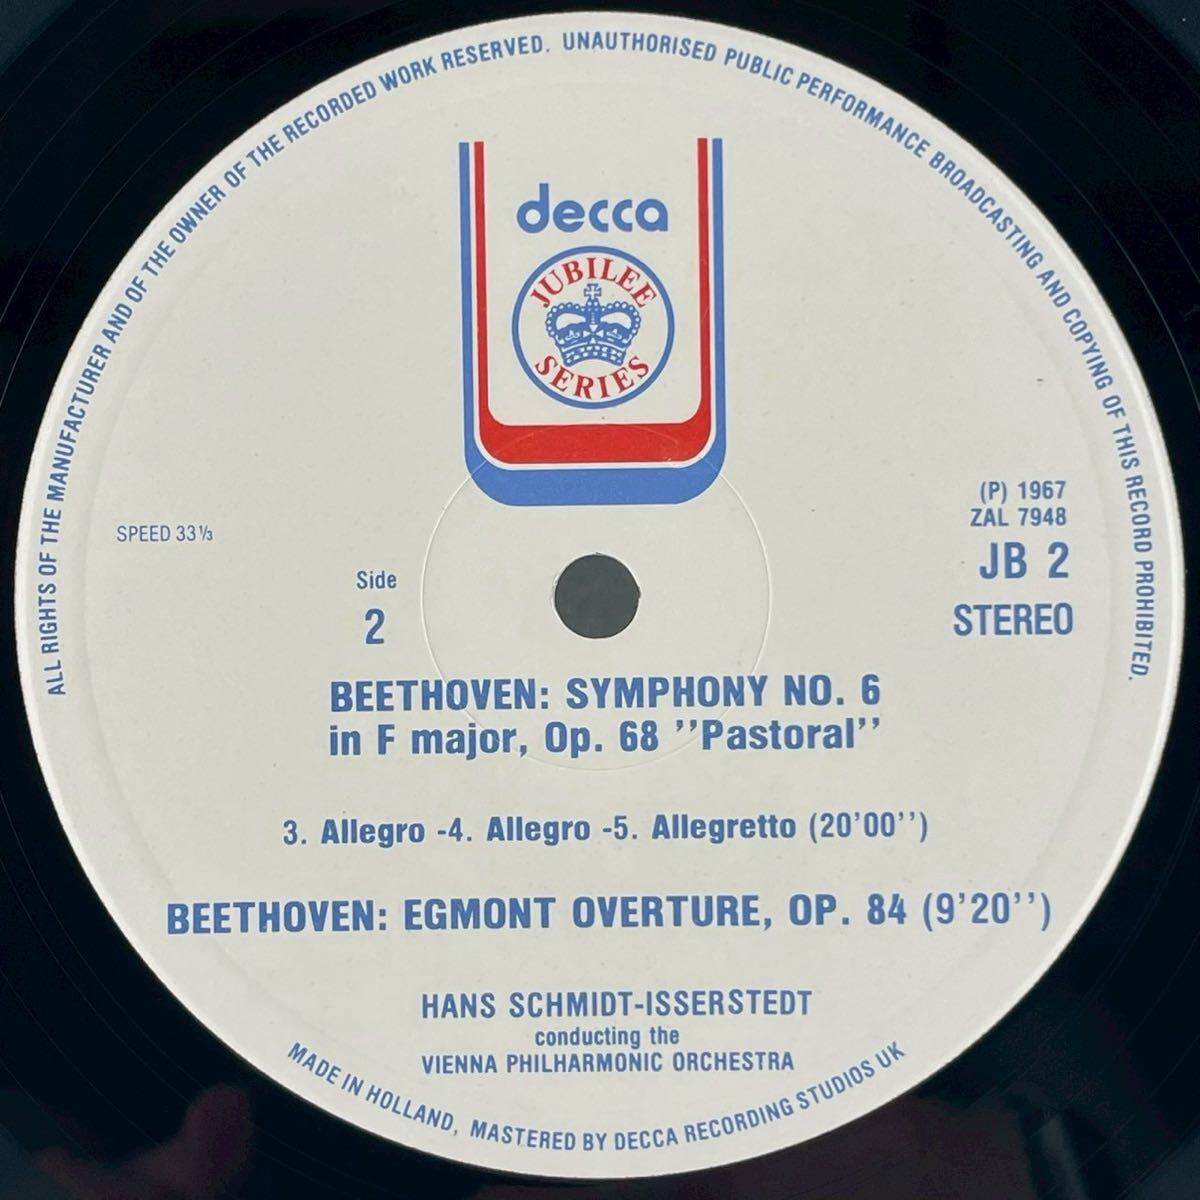 ALL RIGHTS OF THE MANUFACTURER AND OF THE OWNER OF THE RECORDED WORK RESERVED. UNAUTHORISED PUBLIC PERFORMANCE BROADCASTING AND COPYING OF THIS RECORD PROHIBITED.
decca
JUBILEE
SERIES
(P) 1967
ZAL 7948
JB 2
STEREO
SPEED 33⅓
Side
2
BEETHOVEN: SYMPHONY NO. 6
in F major, Op. 68 ’’Pastoral’’
3. Allegro -4. Allegro -5. Allegretto (20’00’’)
BEETHOVEN: EGMONT OVERTURE, OP. 84 (9’20’’)
HANS SCHMIDT-ISSERSTEDT
conducting the
VIENNA PHILHARMONIC ORCHESTRA
MADE IN HOLLAND, MASTERED BY DECCA RECORDING STUDIOS UK